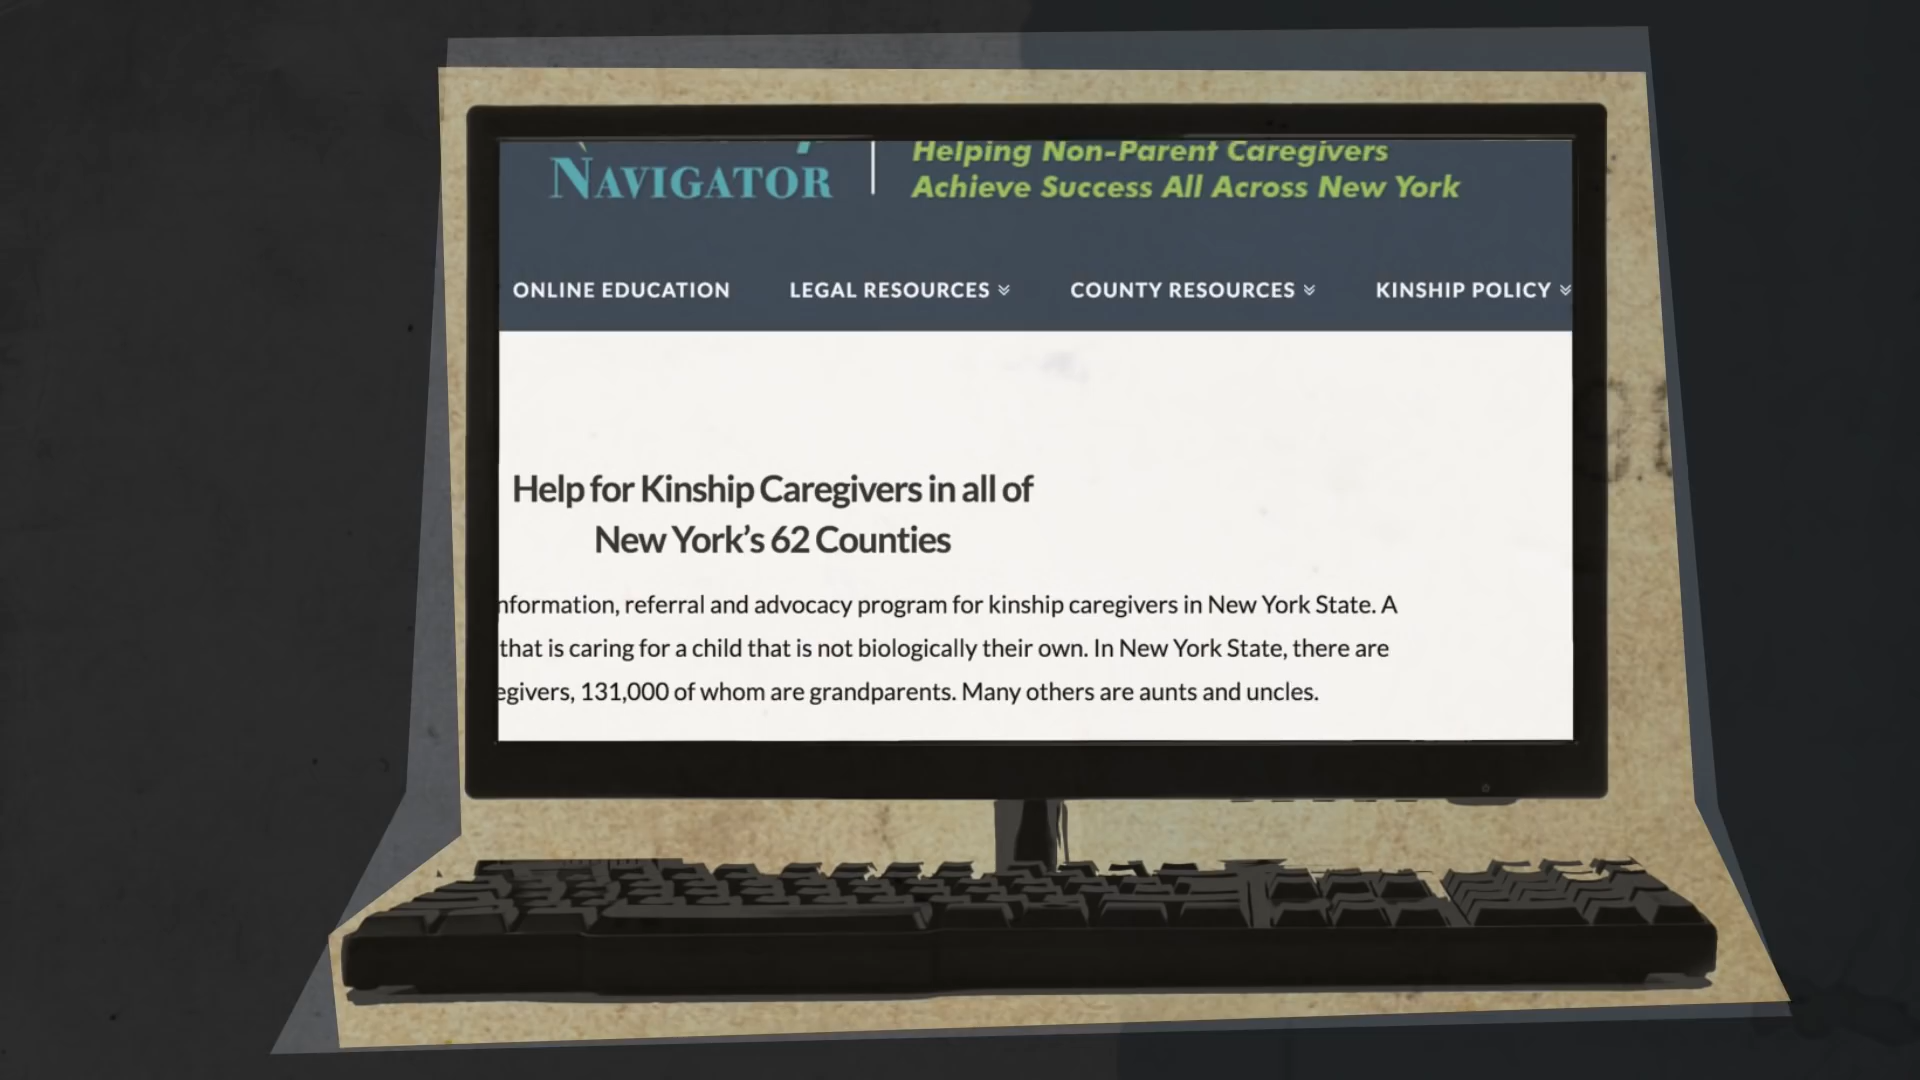 NAVIGATOR
Helping Non-Parent Caregivers
Achieve Success All Across New York
ONLINE EDUCATION LEGAL RESOURCES COUNTY RESOURCES KINSHIP POLICY
Help for Kinship Caregivers in all of
New York's 62 Counties
nformation, referral and advocacy program for kinship caregivers in New York State. A
that is caring for a child that is not biologically their own. In New York State, there are
egivers, 131,000 of whom are grandparents. Many others are aunts and uncles.